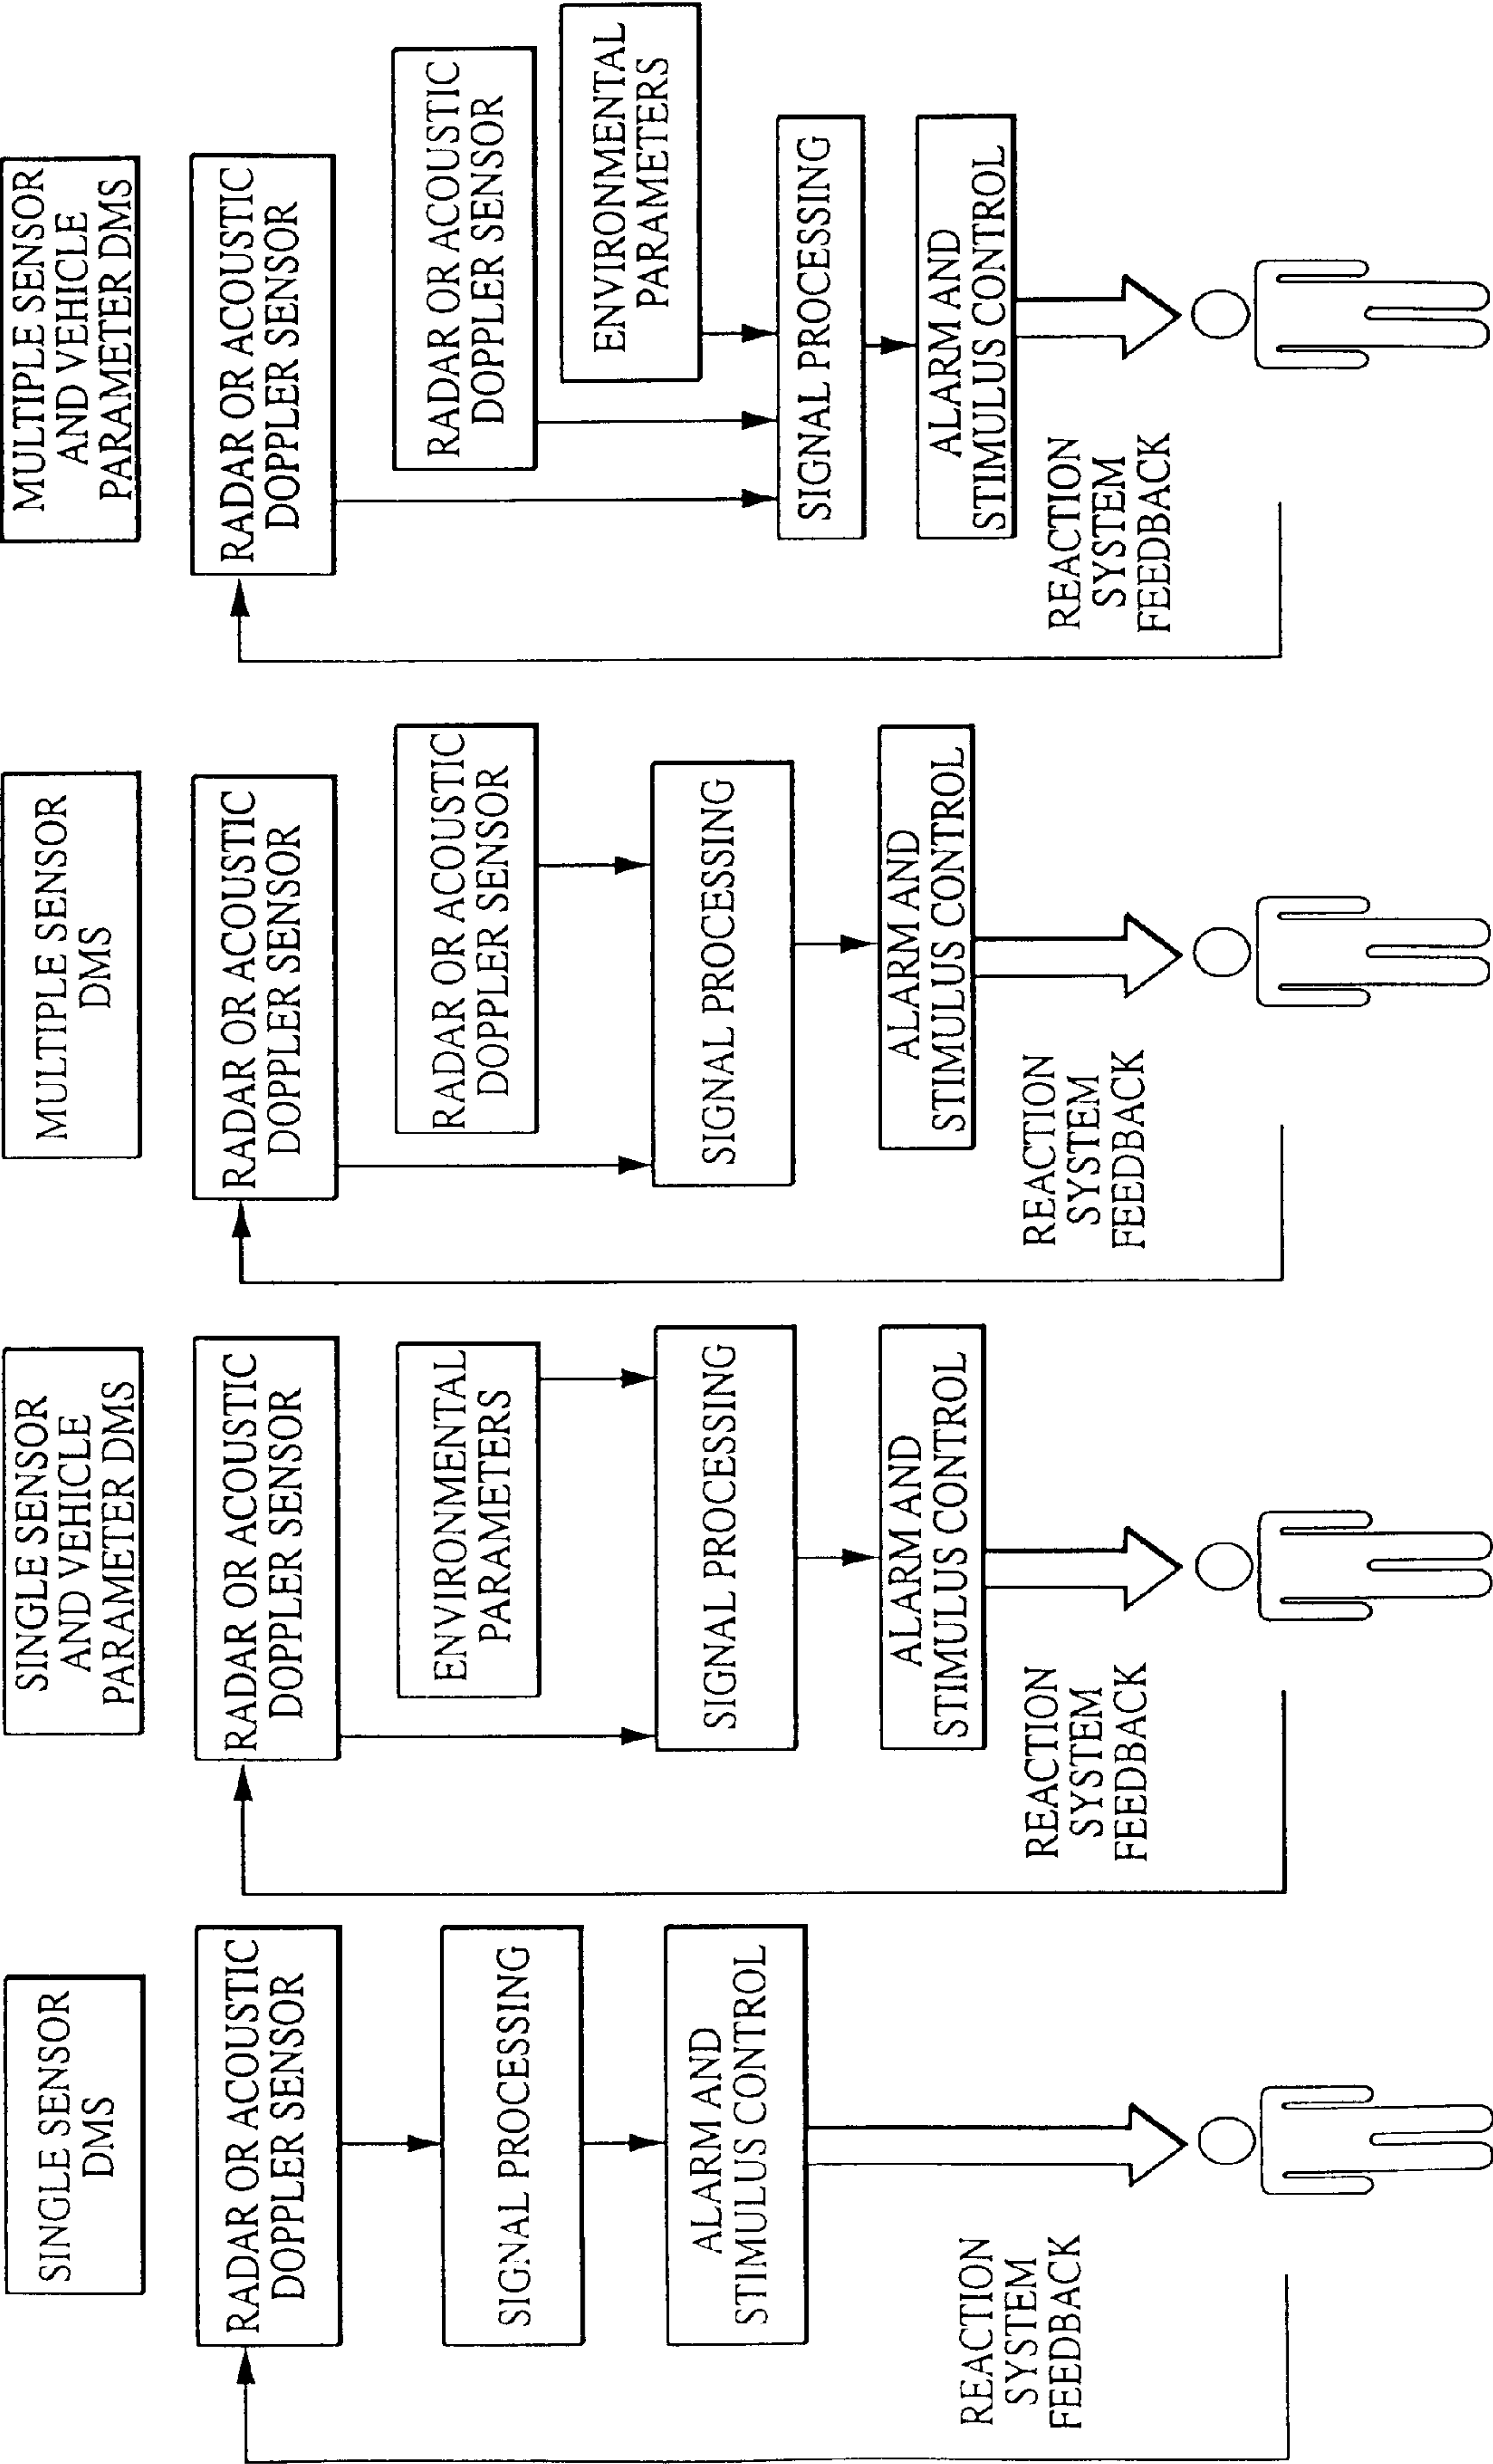 SINGLE SENSOR
DMS
RADAR OR ACOUSTIC
DOPPLER SENSOR
SIGNAL PROCESSING
ALARM AND
STIMULUS CONTROL
REACTION
SYSTEM
FEEDBACK
SINGLE SENSOR
AND VEHICLE
PARAMETER DMS
RADAR OR ACOUSTIC
DOPPLER SENSOR
ENVIRONMENTAL
PARAMETERS
SIGNAL PROCESSING
ALARM AND
STIMULUS CONTROL
REACTION
SYSTEM
FEEDBACK
MULTIPLE SENSOR
DMS
RADAR OR ACOUSTIC
DOPPLER SENSOR
RADAR OR ACOUSTIC
DOPPLER SENSOR
SIGNAL PROCESSING
ALARM AND
STIMULUS CONTROL
REACTION
SYSTEM
FEEDBACK
MULTIPLE SENSOR
AND VEHICLE
PARAMETER DMS
RADAR OR ACOUSTIC
DOPPLER SENSOR
RADAR OR ACOUSTIC
DOPPLER SENSOR
ENVIRONMENTAL
PARAMETERS
SIGNAL PROCESSING
ALARM AND
STIMULUS CONTROL
REACTION
SYSTEM
FEEDBACK